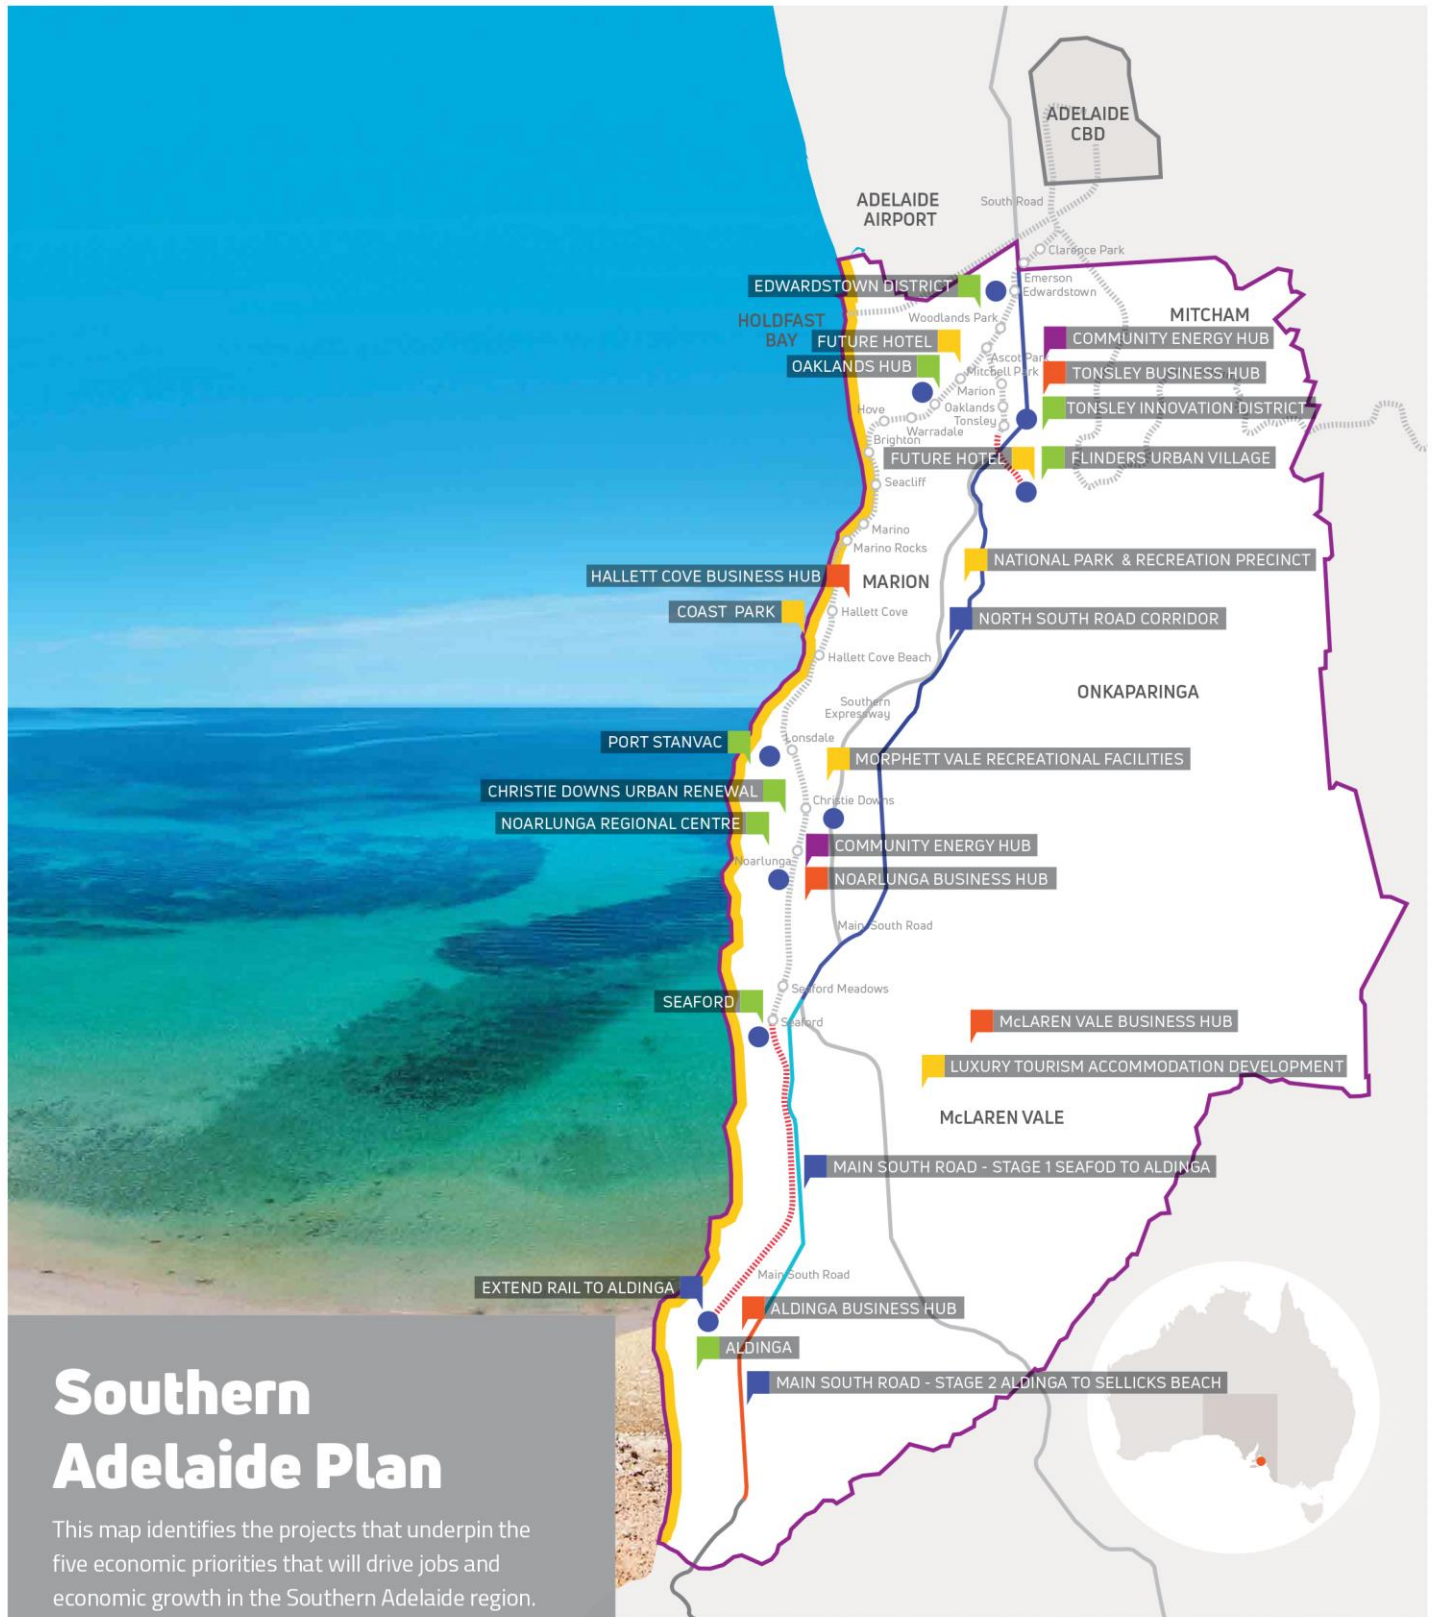 ADELAIDE
CBD
ADELAIDE
AIRPORT
South Road
Clarence Park
Emerson
Edwardstown
EDWARDSTOWN DISTRICT
HOLDFAST
BAY
Woodlands Park
MITCHAM
FUTURE HOTEL
COMMUNITY ENERGY HUB
OAKLANDS HUB
Ascot Park
Mitchell Park
TONSLEY BUSINESS HUB
Marion
Hove
Oaklands
TONSLEY INNOVATION DISTRICT
Tonsley
Warradale
Brighton
FUTURE HOTEL
FLINDERS URBAN VILLAGE
Seacliff
Marino
Marino Rocks
NATIONAL PARK & RECREATION PRECINCT
HALLETT COVE BUSINESS HUB
MARION
COAST PARK
Hallett Cove
NORTH SOUTH ROAD CORRIDOR
Hallett Cove Beach
ONKAPARINGA
Southern
Expressway
PORT STANVAC
Lonsdale
MORPHETT VALE RECREATIONAL FACILITIES
CHRISTIE DOWNS URBAN RENEWAL
Christie Downs
NOARLUNGA REGIONAL CENTRE
COMMUNITY ENERGY HUB
Noarlunga
NOARLUNGA BUSINESS HUB
Main South Road
Seaford Meadows
SEAFORD
Seaford
McLAREN VALE BUSINESS HUB
LUXURY TOURISM ACCOMMODATION DEVELOPMENT
McLAREN VALE
MAIN SOUTH ROAD - STAGE 1 SEAFOD TO ALDINGA
Main South Road
EXTEND RAIL TO ALDINGA
ALDINGA BUSINESS HUB
ALDINGA
MAIN SOUTH ROAD - STAGE 2 ALDINGA TO SELLICKS BEACH
Southern
Adelaide Plan
This map identifies the projects that underpin the
five economic priorities that will drive jobs and
economic growth in the Southern Adelaide region.